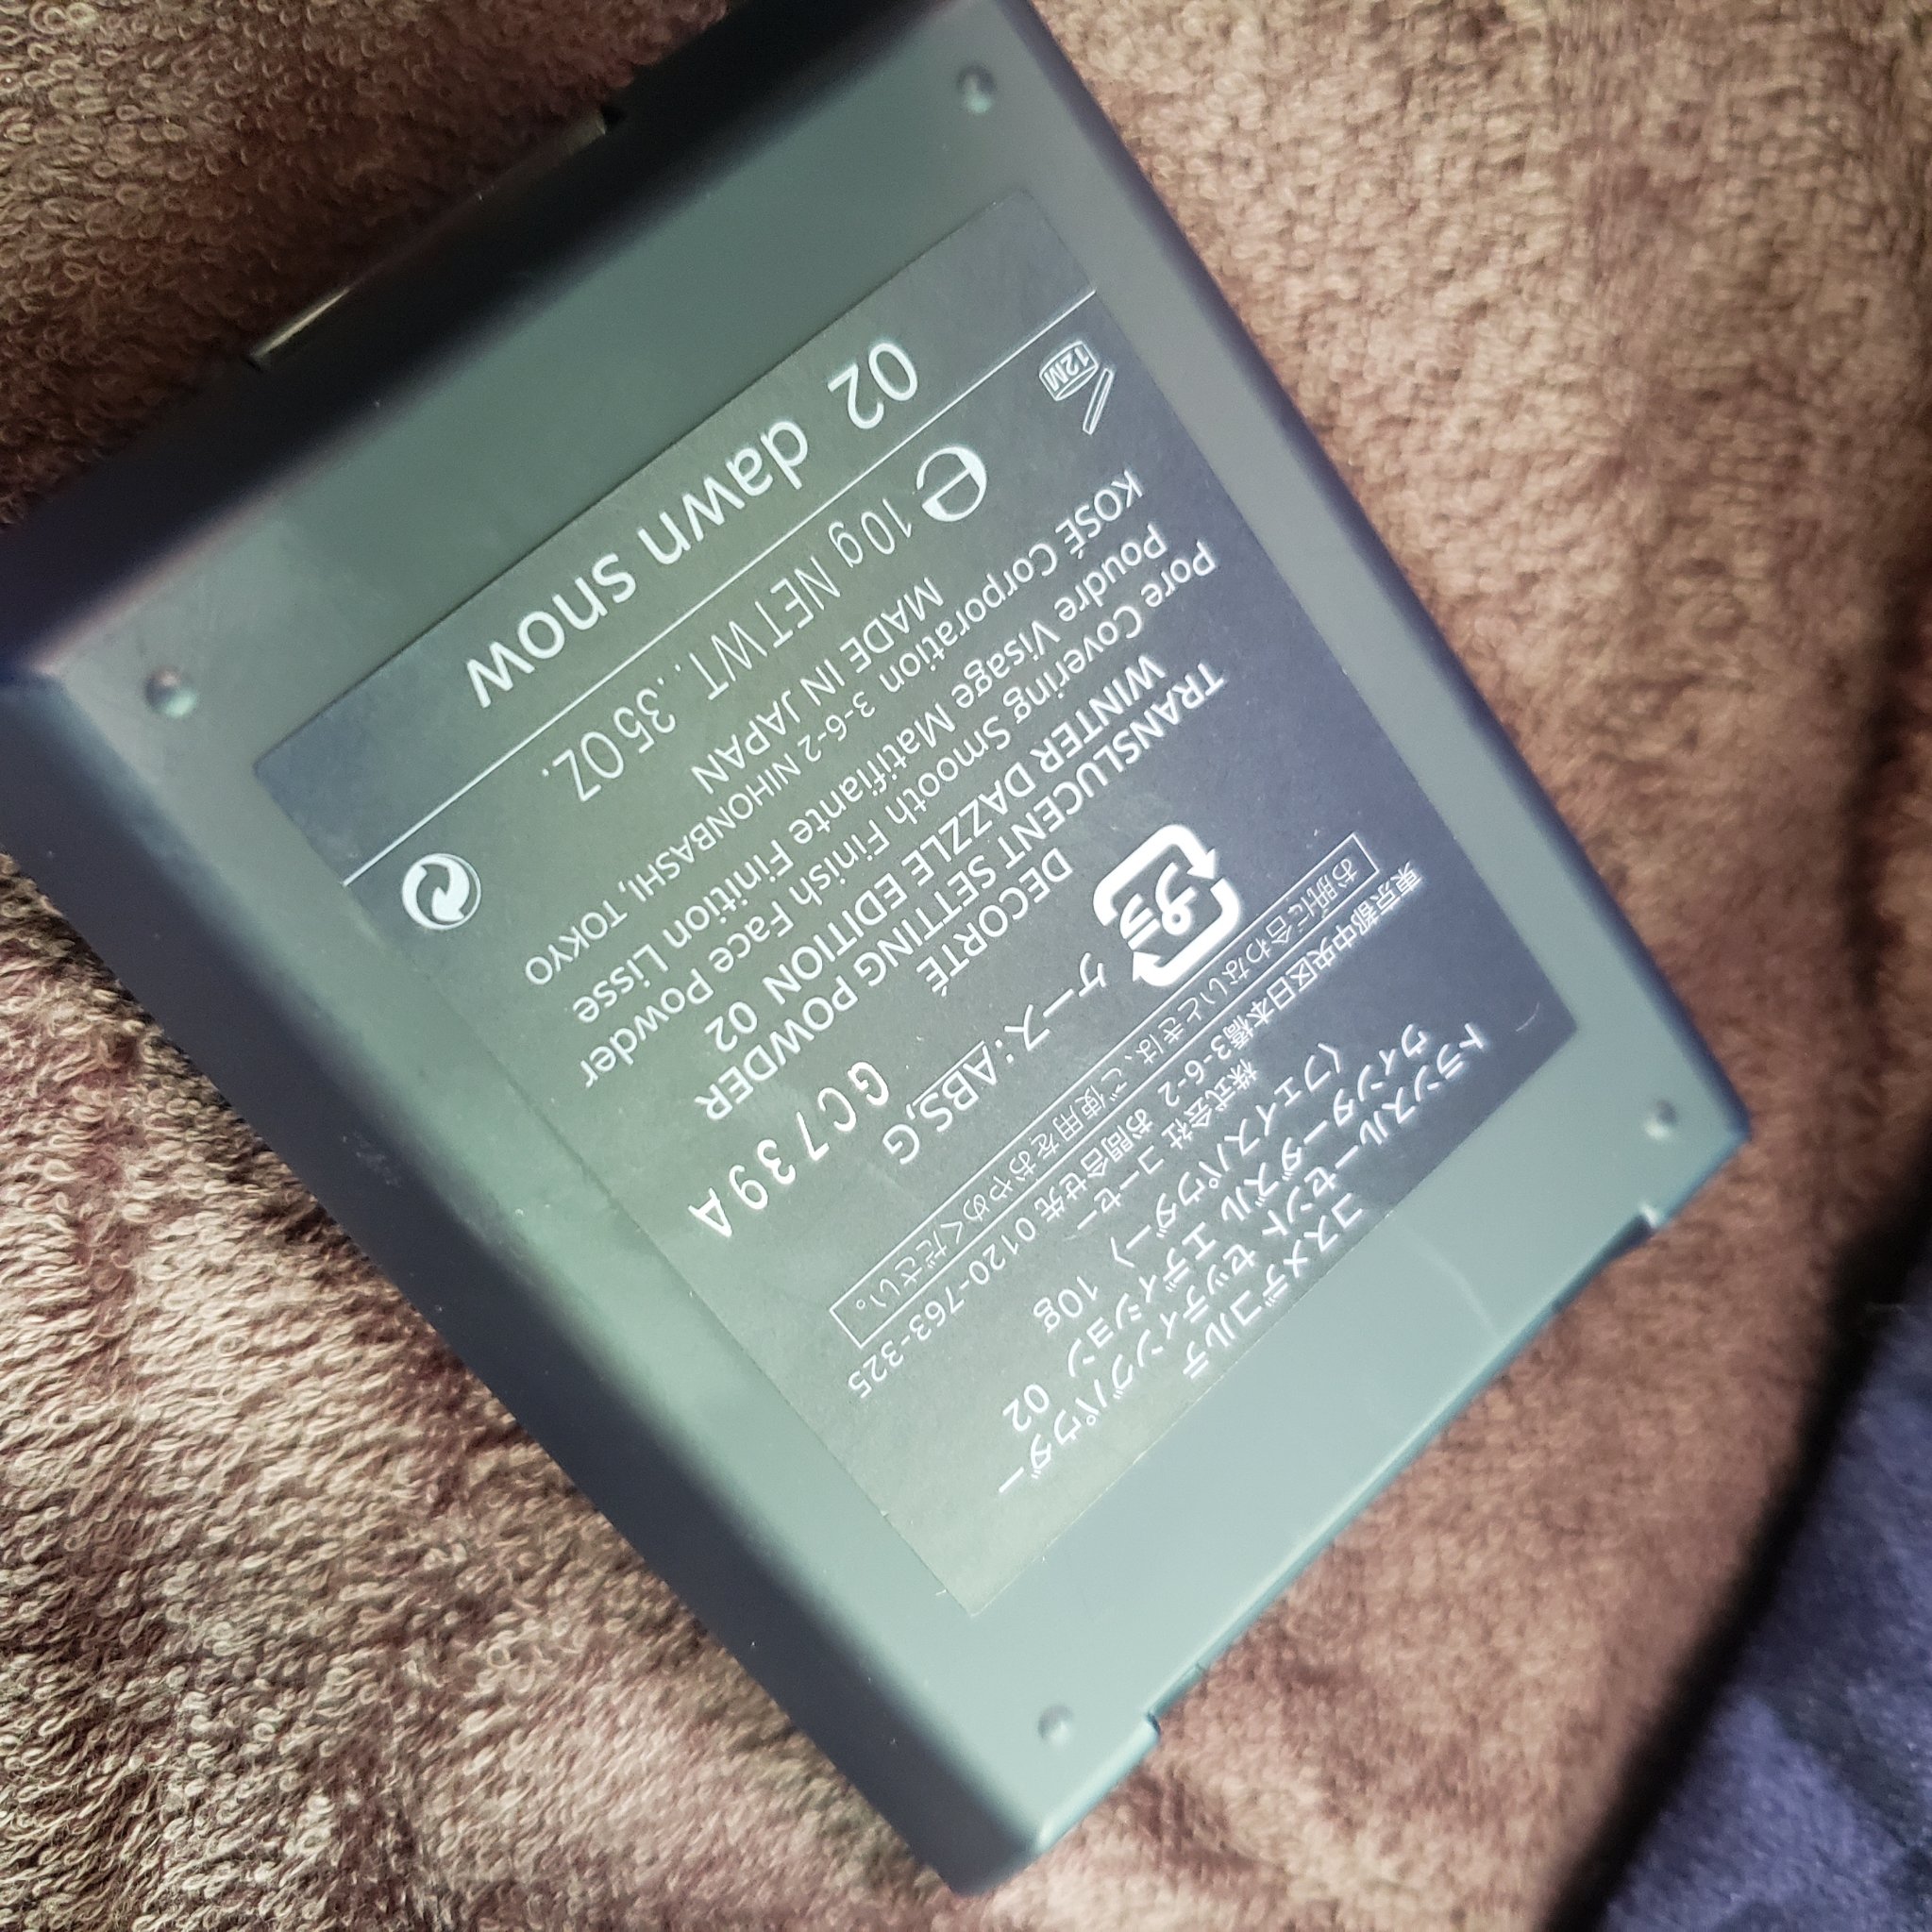 コスメデコルテ
トランスルーセント セッティングパウダー
ウィンターダズル エディション 02
〈フェイスパウダー〉 10g
株式会社 コーセー
東京都中央区日本橋3-6-2 お問合せ先 0120-763-325
お肌に合わないときは、ご使用をおやめください。
プラ ケース:ABS,G
GC739A
DECORTÉ
TRANSLUCENT SETTING POWDER
WINTER DAZZLE EDITION 02
Pore Covering Smooth Finish Face Powder
Poudre Visage Matifiante Finition Lisse
KOSÉ Corporation 3-6-2 NIHONBASHI, TOKYO
MADE IN JAPAN
12M ℮ 10g NET WT. .35 OZ.
02 dawn snow